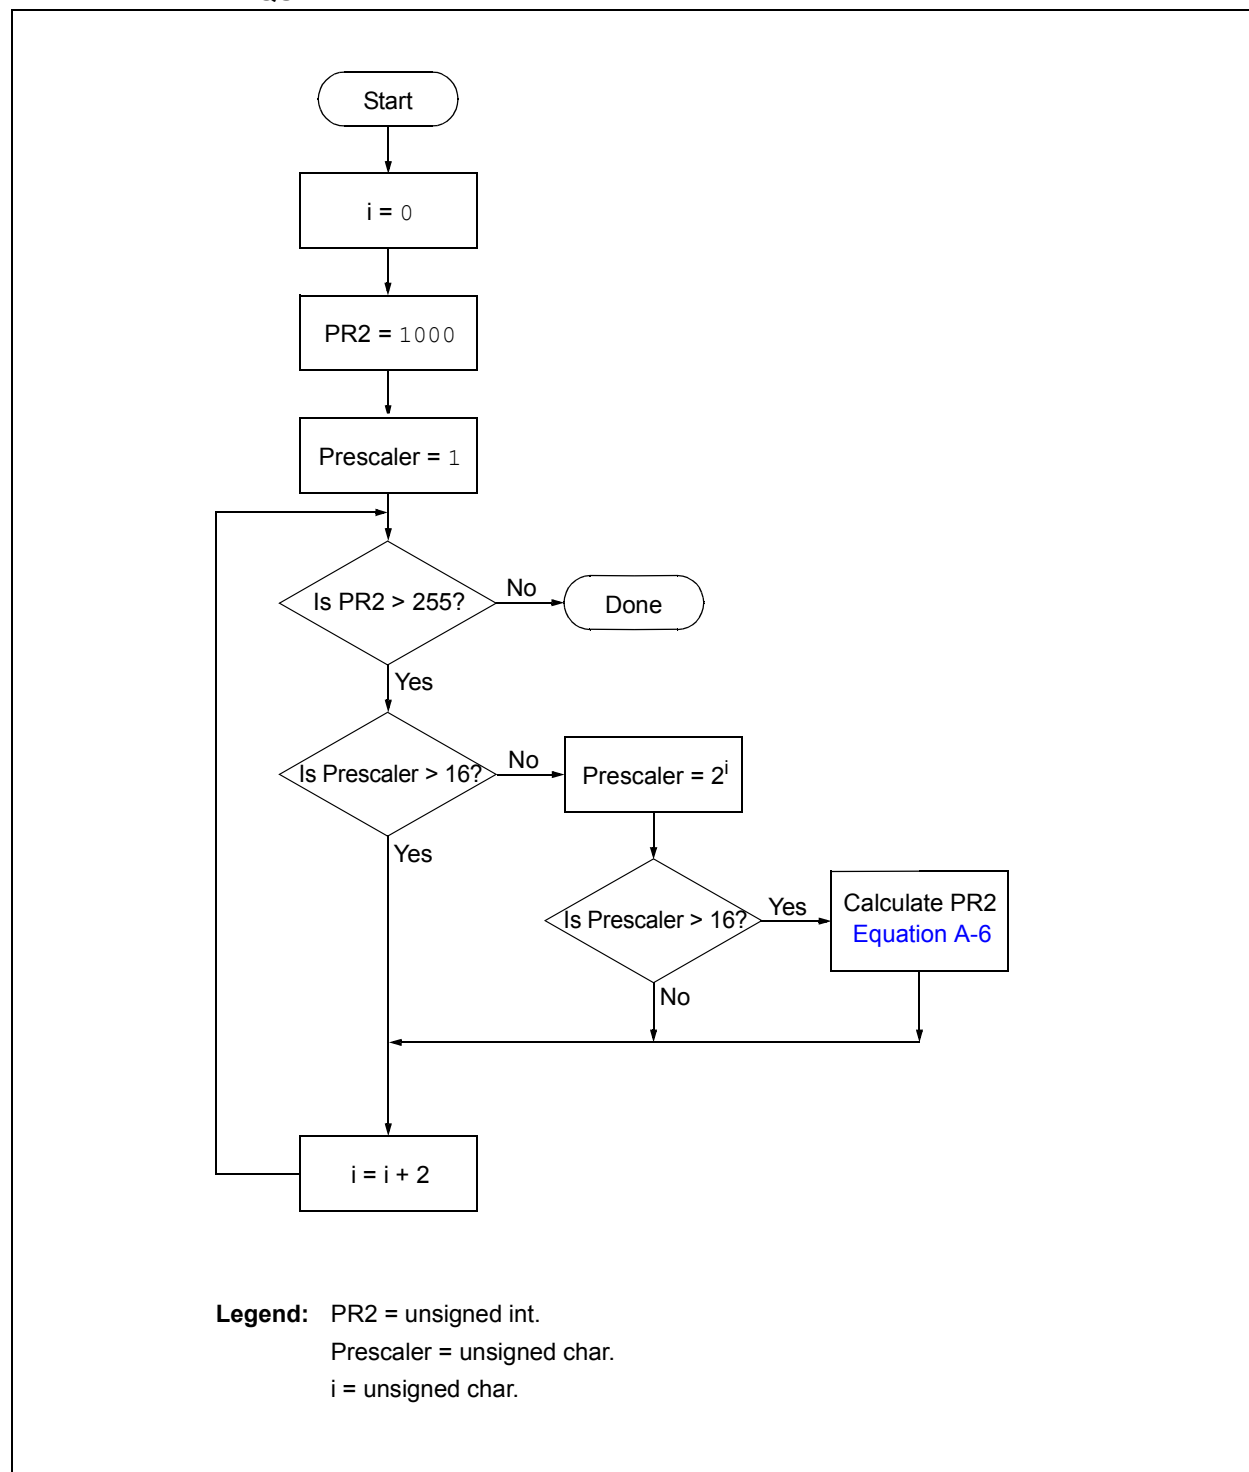 Start
i = 0
PR2 = 1000
Prescaler = 1
Is PR2 > 255?
No
Done
Yes
Is Prescaler > 16?
No
Prescaler = 2^i
Yes
Is Prescaler > 16?
Yes
Calculate PR2
Equation A-6
No
i = i + 2
Legend: PR2 = unsigned int.
Prescaler = unsigned char.
i = unsigned char.